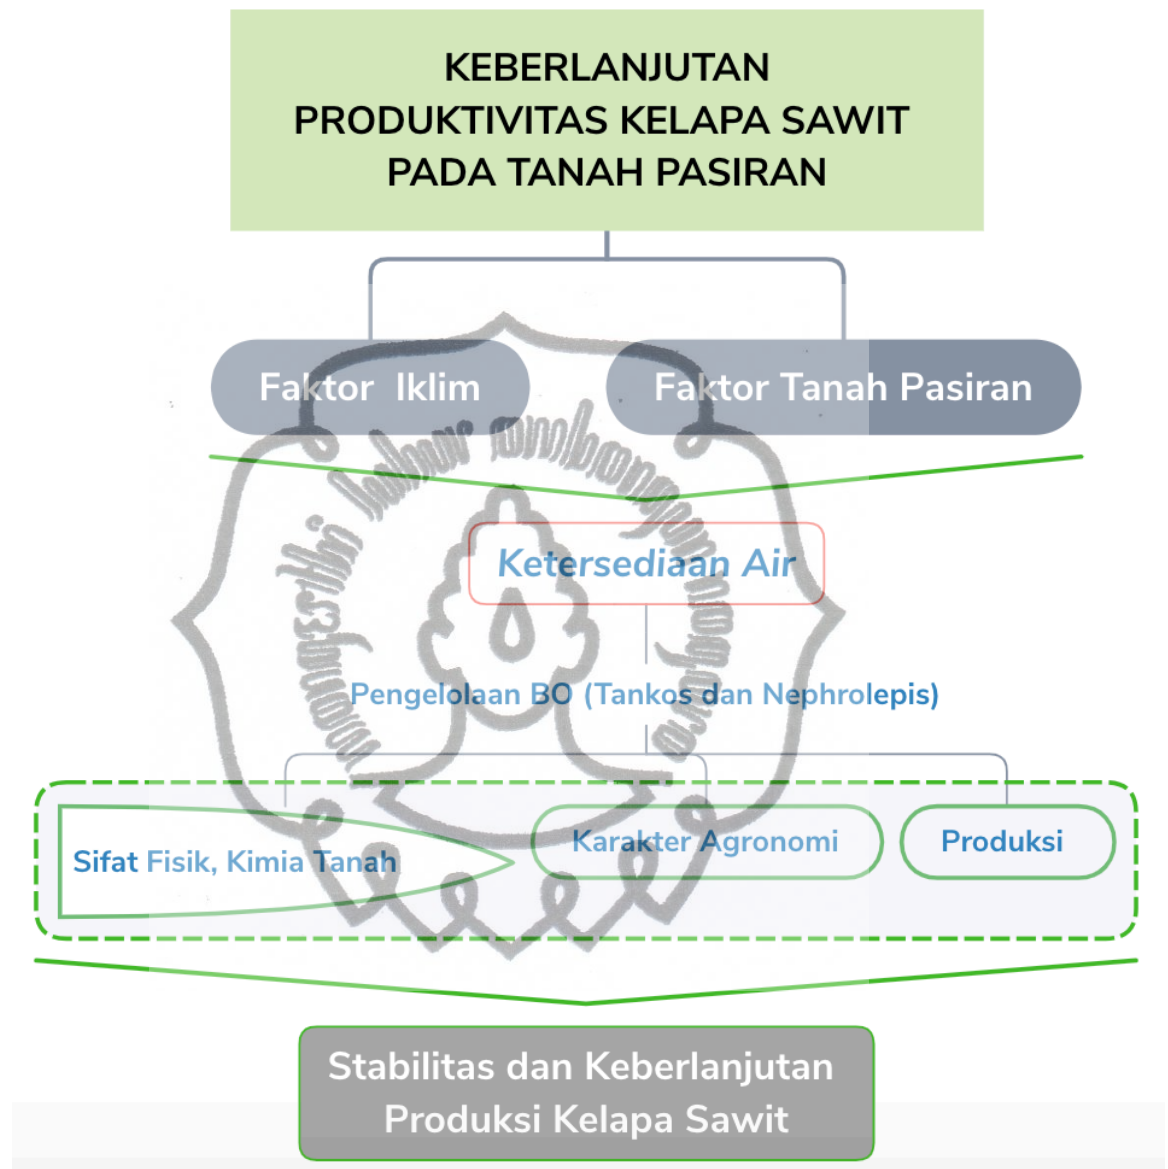 KEBERLANJUTAN
PRODUKTIVITAS KELAPA SAWIT
PADA TANAH PASIRAN
Faktor Iklim
Faktor Tanah Pasiran
Ketersediaan Air
Pengelolaan BO (Tankos dan Nephrolepis)
Sifat Fisik, Kimia Tanah
Karakter Agronomi
Produksi
Stabilitas dan Keberlanjutan
Produksi Kelapa Sawit